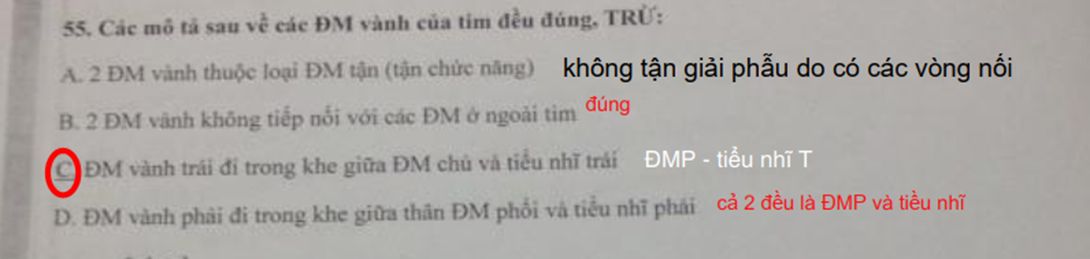 55. Các mô tả sau về các ĐM vành của tim đều đúng, TRỪ:
A. 2 ĐM vành thuộc loại ĐM tận (tận chức năng) không tận giải phẫu do có các vòng nối
B. 2 ĐM vành không tiếp nối với các ĐM ở ngoài tim đúng
C. ĐM vành trái đi trong khe giữa ĐM chủ và tiểu nhĩ trái ĐMP - tiểu nhĩ T
D. ĐM vành phải đi trong khe giữa thân ĐM phổi và tiểu nhĩ phải cả 2 đều là ĐMP và tiểu nhĩ